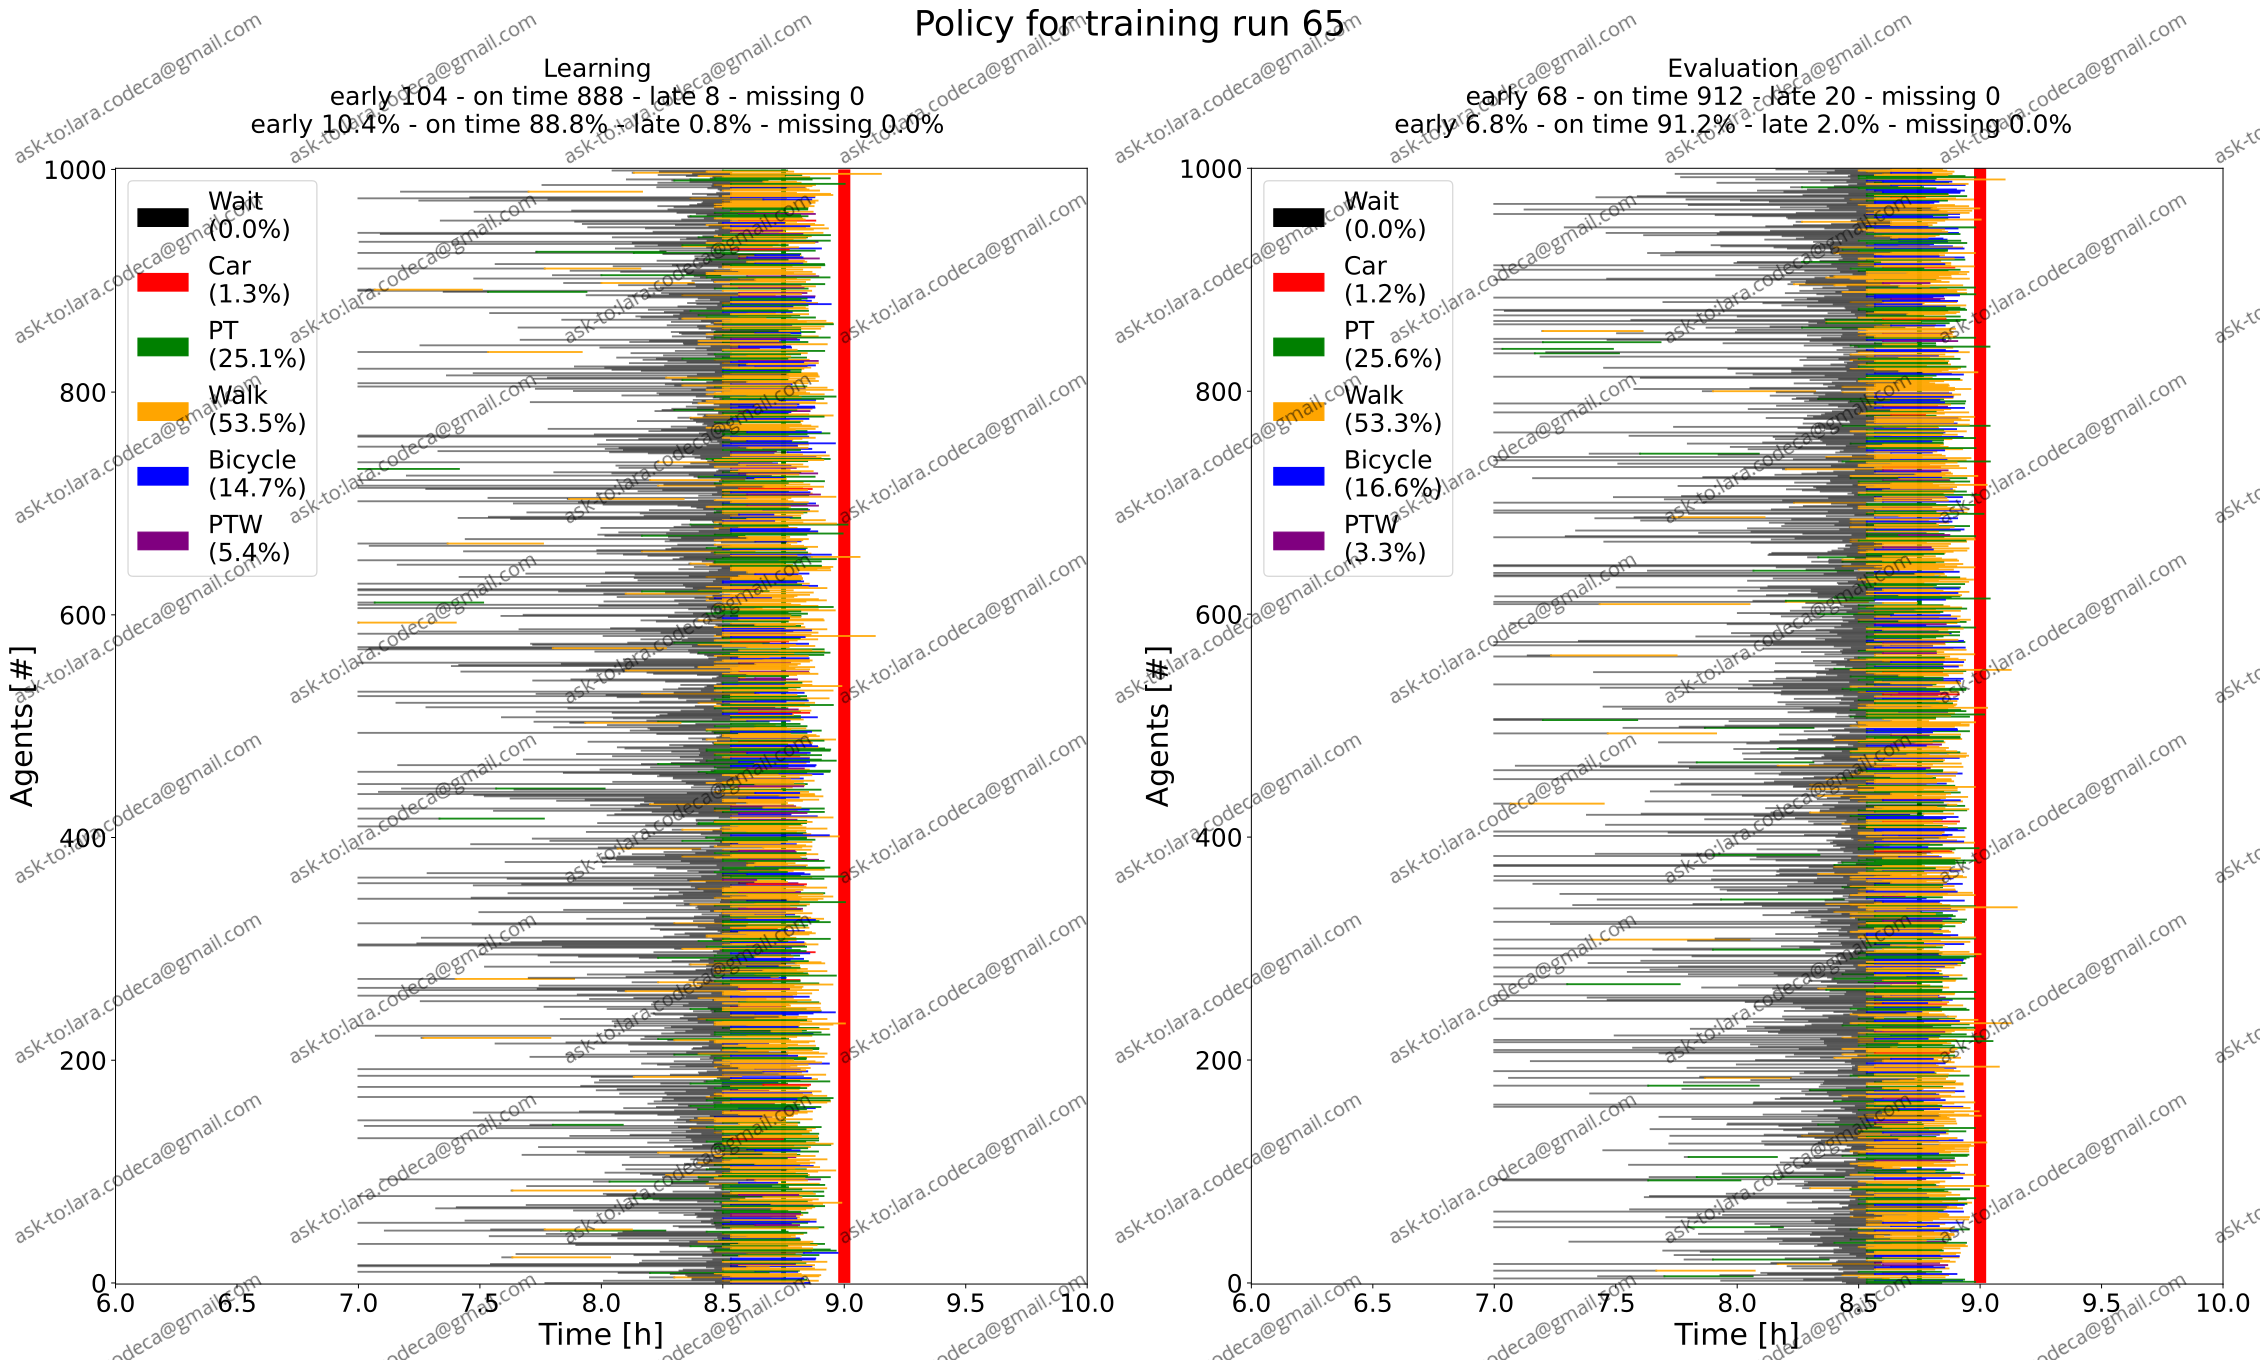 Policy for training run 65
Learning
early 104 - on time 888 - late 8 - missing 0
early 10.4% - on time 88.8% - late 0.8% - missing 0.0%
1000
800
600
400
200
0
Agents [#]
Wait
(0.0%)
Car
(1.3%)
PT
(25.1%)
Walk
(53.5%)
Bicycle
(14.7%)
PTW
(5.4%)
6.0 6.5 7.0 7.5 8.0 8.5 9.0 9.5 10.0
Time [h]
Evaluation
early 68 - on time 912 - late 20 - missing 0
early 6.8% - on time 91.2% - late 2.0% - missing 0.0%
1000
800
600
400
200
0
Agents [#]
Wait
(0.0%)
Car
(1.2%)
PT
(25.6%)
Walk
(53.3%)
Bicycle
(16.6%)
PTW
(3.3%)
6.0 6.5 7.0 7.5 8.0 8.5 9.0 9.5 10.0
Time [h]
ask-to:lara.codeca@gmail.com